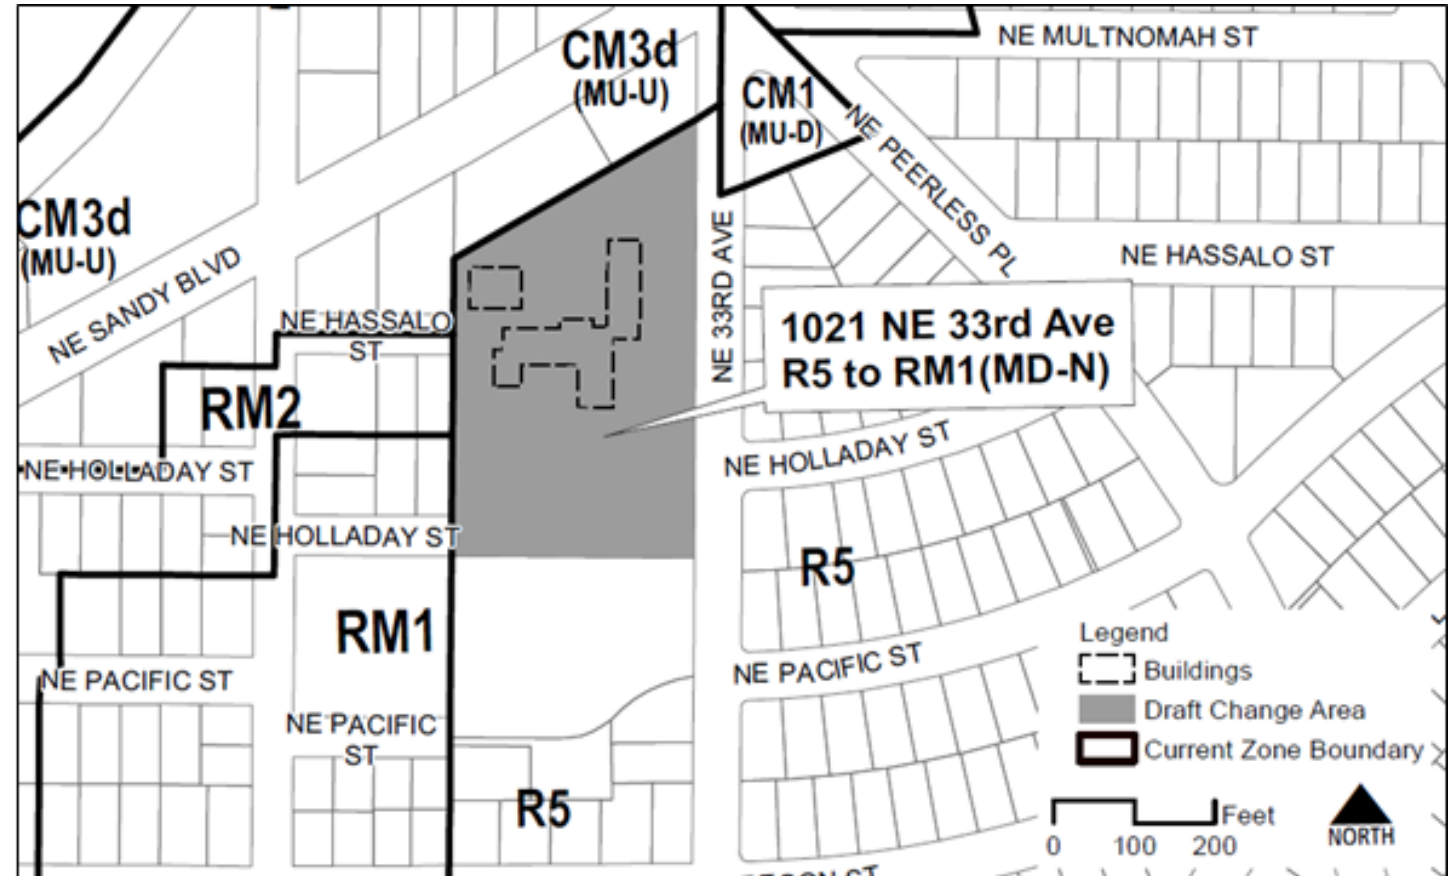 NE MULTNOMAH ST
CM3d
(MU-U)
CM1
(MU-D)
NE PEERLESS PL
CM3d
(MU-U)
NE SANDY BLVD
NE 33RD AVE
NE HASSALO ST
NE HASSALO
ST
1021 NE 33rd Ave
R5 to RM1(MD-N)
RM2
NE HOLLADAY ST
NE HOLLADAY ST
NE HOLLADAY ST
R5
RM1
NE PACIFIC ST
NE PACIFIC ST
NE PACIFIC
ST
R5
Legend
Buildings
Draft Change Area
Current Zone Boundary
Feet
0 100 200
NORTH